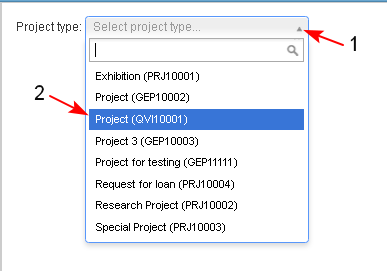 Project type: Select project type...
1
Exhibition (PRJ10001)
2
Project (GEP10002)
Project (QVI10001)
Project 3 (GEP10003)
Project for testing (GEP11111)
Request for loan (PRJ10004)
Research Project (PRJ10002)
Special Project (PRJ10003)